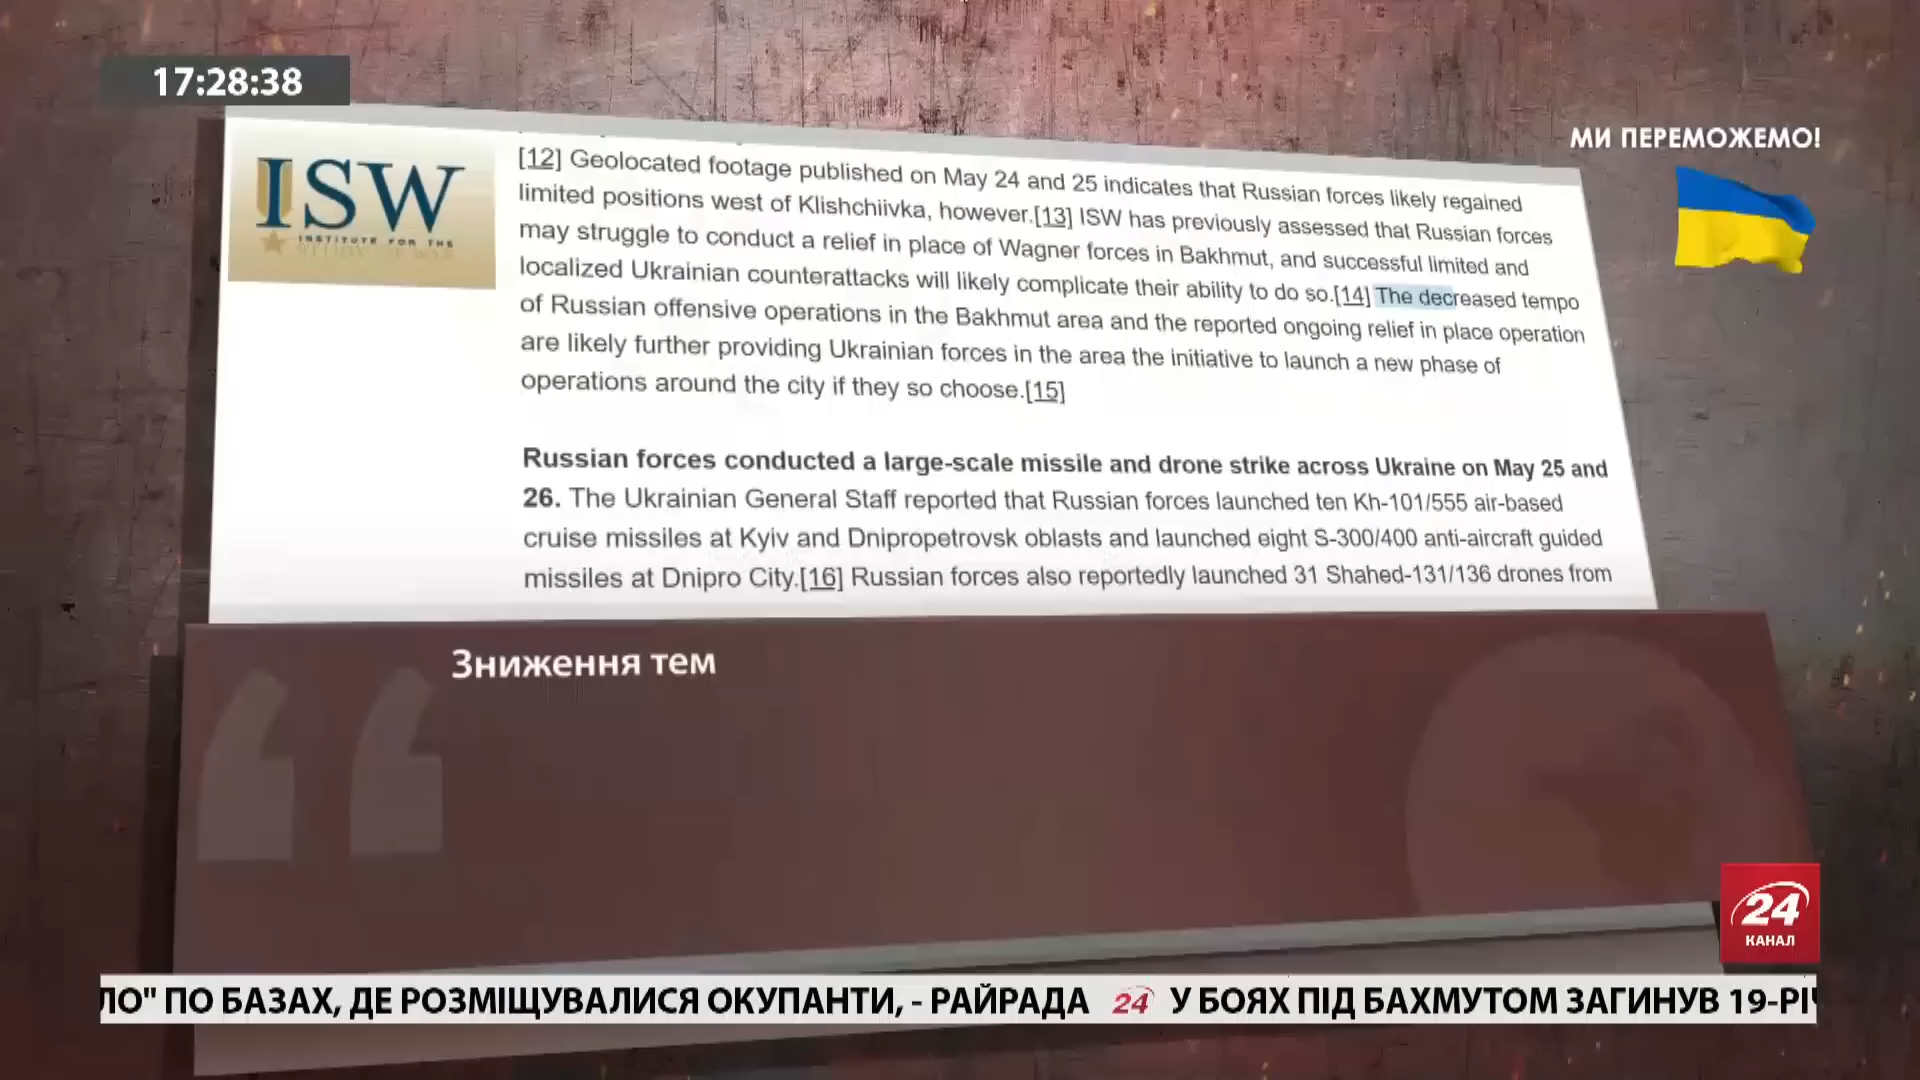 17:28:38
МИ ПЕРЕМОЖЕМО!
ISW
INSTITUTE FOR THE
[12] Geolocated footage published on May 24 and 25 indicates that Russian forces likely regained
limited positions west of Klishchiivka, however.[13] ISW has previously assessed that Russian forces
may struggle to conduct a relief in place of Wagner forces in Bakhmut, and successful limited and
localized Ukrainian counterattacks will likely complicate their ability to do so.[14] The decreased tempo
of Russian offensive operations in the Bakhmut area and the reported ongoing relief in place operation
are likely further providing Ukrainian forces in the area the initiative to launch a new phase of
operations around the city if they so choose.[15]
Russian forces conducted a large-scale missile and drone strike across Ukraine on May 25 and
26. The Ukrainian General Staff reported that Russian forces launched ten Kh-101/555 air-based
cruise missiles at Kyiv and Dnipropetrovsk oblasts and launched eight S-300/400 anti-aircraft guided
missiles at Dnipro City.[16] Russian forces also reportedly launched 31 Shahed-131/136 drones from
Зниження тем
24
КАНАЛ
ЛО" ПО БАЗАХ, ДЕ РОЗМІЩУВАЛИСЯ ОКУПАНТИ, - РАЙРАДА 24 У БОЯХ ПІД БАХМУТОМ ЗАГИНУВ 19-РІЧ